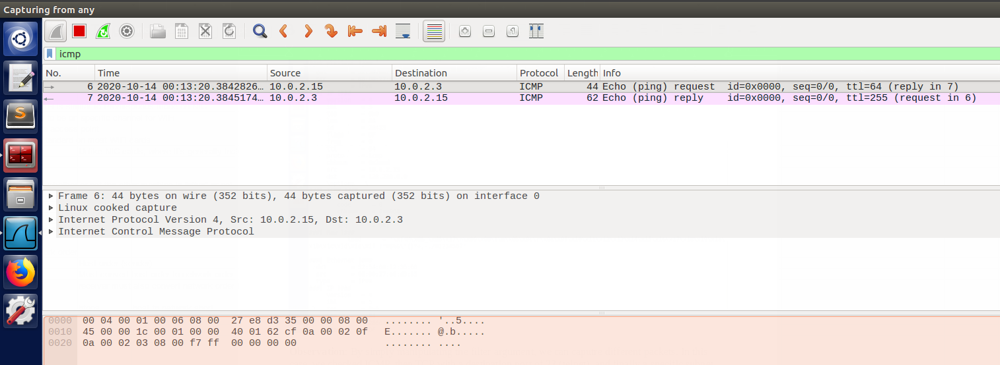 Capturing from any
icmp
No. Time Source Destination Protocol Length Info
6 2020-10-14 00:13:20.3842826… 10.0.2.15 10.0.2.3 ICMP 44 Echo (ping) request id=0x0000, seq=0/0, ttl=64 (reply in 7)
7 2020-10-14 00:13:20.3845174… 10.0.2.3 10.0.2.15 ICMP 62 Echo (ping) reply id=0x0000, seq=0/0, ttl=255 (request in 6)
Frame 6: 44 bytes on wire (352 bits), 44 bytes captured (352 bits) on interface 0
Linux cooked capture
Internet Protocol Version 4, Src: 10.0.2.15, Dst: 10.0.2.3
Internet Control Message Protocol
0000 00 04 00 01 00 06 08 00 27 e8 d3 35 00 00 08 00 ........ '..5....
0010 45 00 00 1c 00 01 00 00 40 01 62 cf 0a 00 02 0f E....... @.b.....
0020 0a 00 02 03 08 00 f7 ff 00 00 00 00 ........ ....